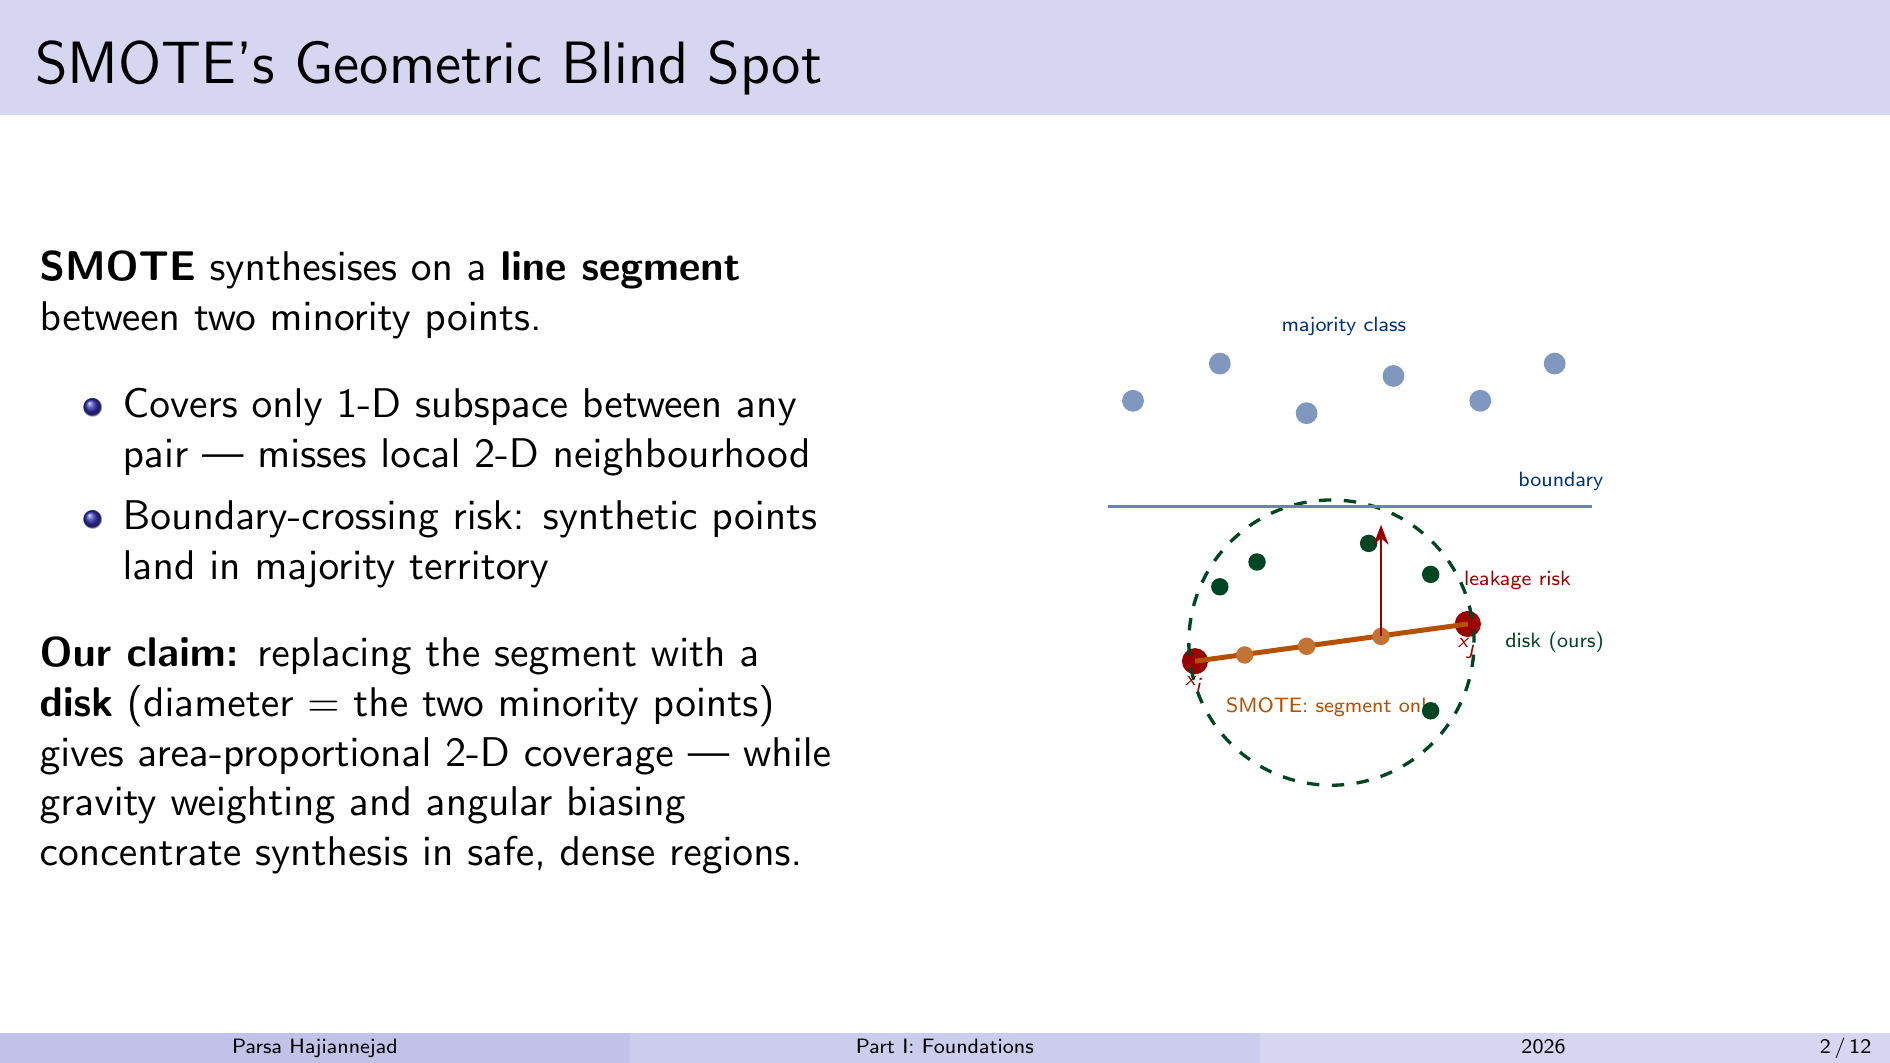 SMOTE's Geometric Blind Spot
SMOTE synthesises on a line segment
between two minority points.
Covers only 1-D subspace between any
pair — misses local 2-D neighbourhood
Boundary-crossing risk: synthetic points
land in majority territory
Our claim: replacing the segment with a
disk (diameter = the two minority points)
gives area-proportional 2-D coverage — while
gravity weighting and angular biasing
concentrate synthesis in safe, dense regions.
majority class
boundary
leakage risk
x_j
disk (ours)
x_i
SMOTE: segment only
Parsa Hajiannejad
Part I: Foundations
2026
2 / 12